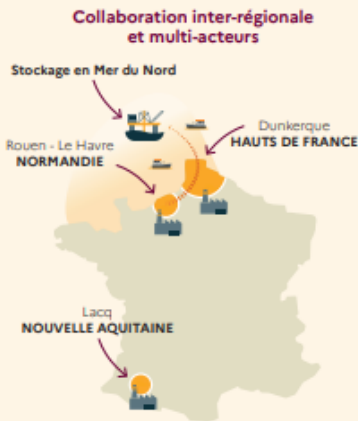 Collaboration inter-régionale
et multi-acteurs
Stockage en Mer du Nord
Dunkerque
HAUTS DE FRANCE
Rouen - Le Havre
NORMANDIE
Lacq
NOUVELLE AQUITAINE